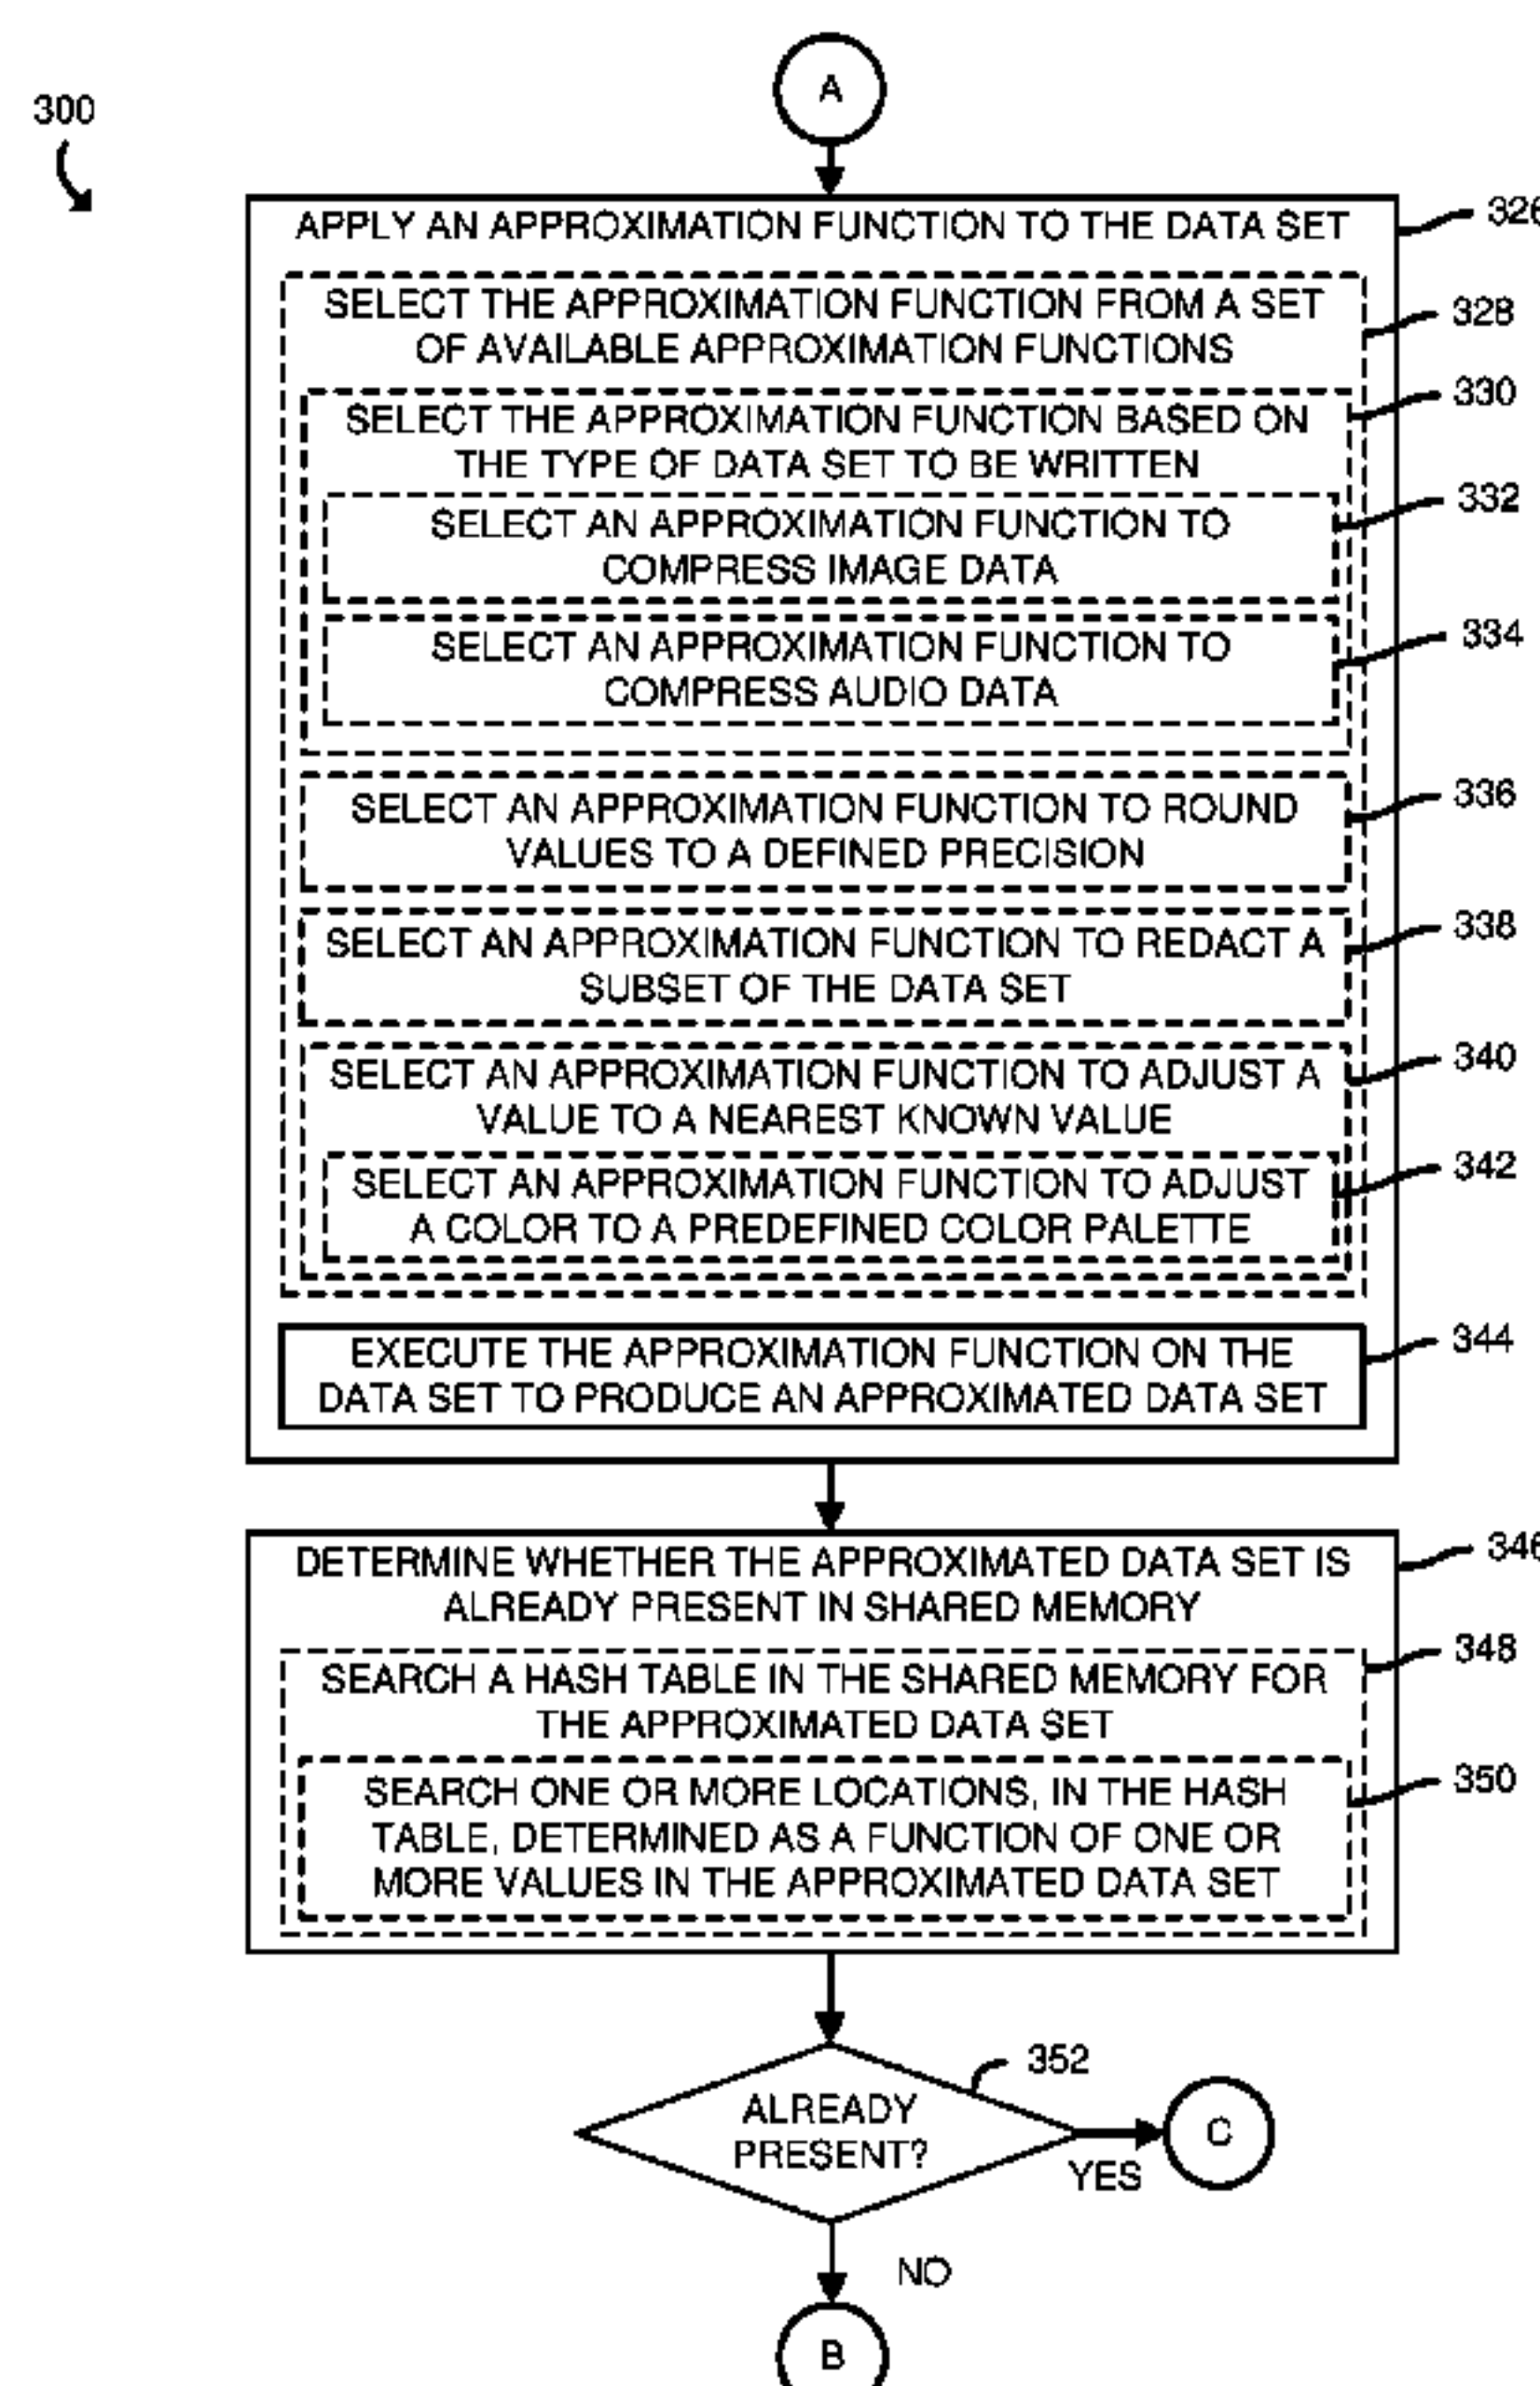 A
300
APPLY AN APPROXIMATION FUNCTION TO THE DATA SET
326
SELECT THE APPROXIMATION FUNCTION FROM A SET
OF AVAILABLE APPROXIMATION FUNCTIONS
328
SELECT THE APPROXIMATION FUNCTION BASED ON
THE TYPE OF DATA SET TO BE WRITTEN
330
SELECT AN APPROXIMATION FUNCTION TO
COMPRESS IMAGE DATA
332
SELECT AN APPROXIMATION FUNCTION TO
COMPRESS AUDIO DATA
334
SELECT AN APPROXIMATION FUNCTION TO ROUND
VALUES TO A DEFINED PRECISION
336
SELECT AN APPROXIMATION FUNCTION TO REDACT A
SUBSET OF THE DATA SET
338
SELECT AN APPROXIMATION FUNCTION TO ADJUST A
VALUE TO A NEAREST KNOWN VALUE
340
SELECT AN APPROXIMATION FUNCTION TO ADJUST
A COLOR TO A PREDEFINED COLOR PALETTE
342
EXECUTE THE APPROXIMATION FUNCTION ON THE
DATA SET TO PRODUCE AN APPROXIMATED DATA SET
344
DETERMINE WHETHER THE APPROXIMATED DATA SET IS
ALREADY PRESENT IN SHARED MEMORY
346
SEARCH A HASH TABLE IN THE SHARED MEMORY FOR
THE APPROXIMATED DATA SET
348
SEARCH ONE OR MORE LOCATIONS, IN THE HASH
TABLE, DETERMINED AS A FUNCTION OF ONE OR
MORE VALUES IN THE APPROXIMATED DATA SET
350
352
ALREADY
PRESENT?
YES
C
NO
B